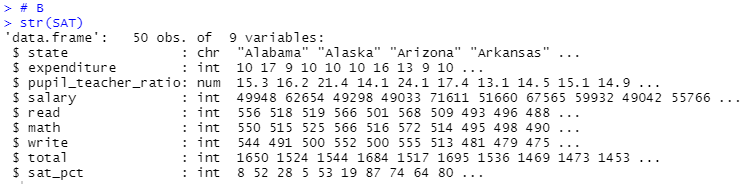 > # B
> str(SAT)
'data.frame':   50 obs. of  9 variables:
 $ state              : chr  "Alabama" "Alaska" "Arizona" "Arkansas" ...
 $ expenditure        : int  10 17 9 10 10 10 16 13 9 10 ...
 $ pupil_teacher_ratio: num  15.3 16.2 21.4 14.1 24.1 17.4 13.1 14.5 15.1 14.9 ...
 $ salary             : int  49948 62654 49298 49033 71611 51660 67565 59932 49042 55766 ...
 $ read               : int  556 518 519 566 501 568 509 493 496 488 ...
 $ math               : int  550 515 525 566 516 572 514 495 498 490 ...
 $ write              : int  544 491 500 552 500 555 513 481 479 475 ...
 $ total              : int  1650 1524 1544 1684 1517 1695 1536 1469 1473 1453 ...
 $ sat_pct            : int  8 52 28 5 53 19 87 74 64 80 ...